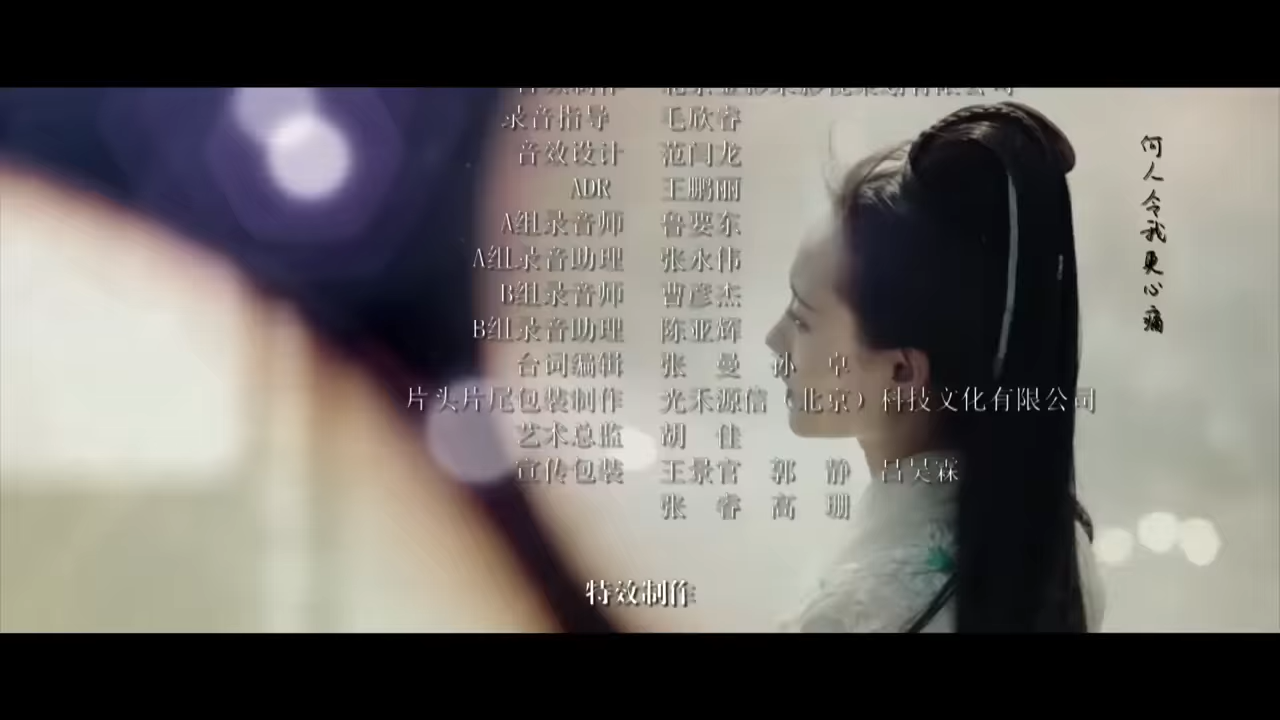 录音指导 毛欣睿
音效设计 范闫龙
ADR 王鹏丽
A组录音师 鲁要东
A组录音助理 张永伟
B组录音师 曹彦杰
B组录音助理 陈亚辉
台词编辑 张 曼 孙 卓
片头片尾包装制作 光禾源信（北京）科技文化有限公司
艺术总监 胡 佳
宣传包装 王景官 郭 静 吕昊霖
张 睿 高 珊
特效制作
何人令我更心痛